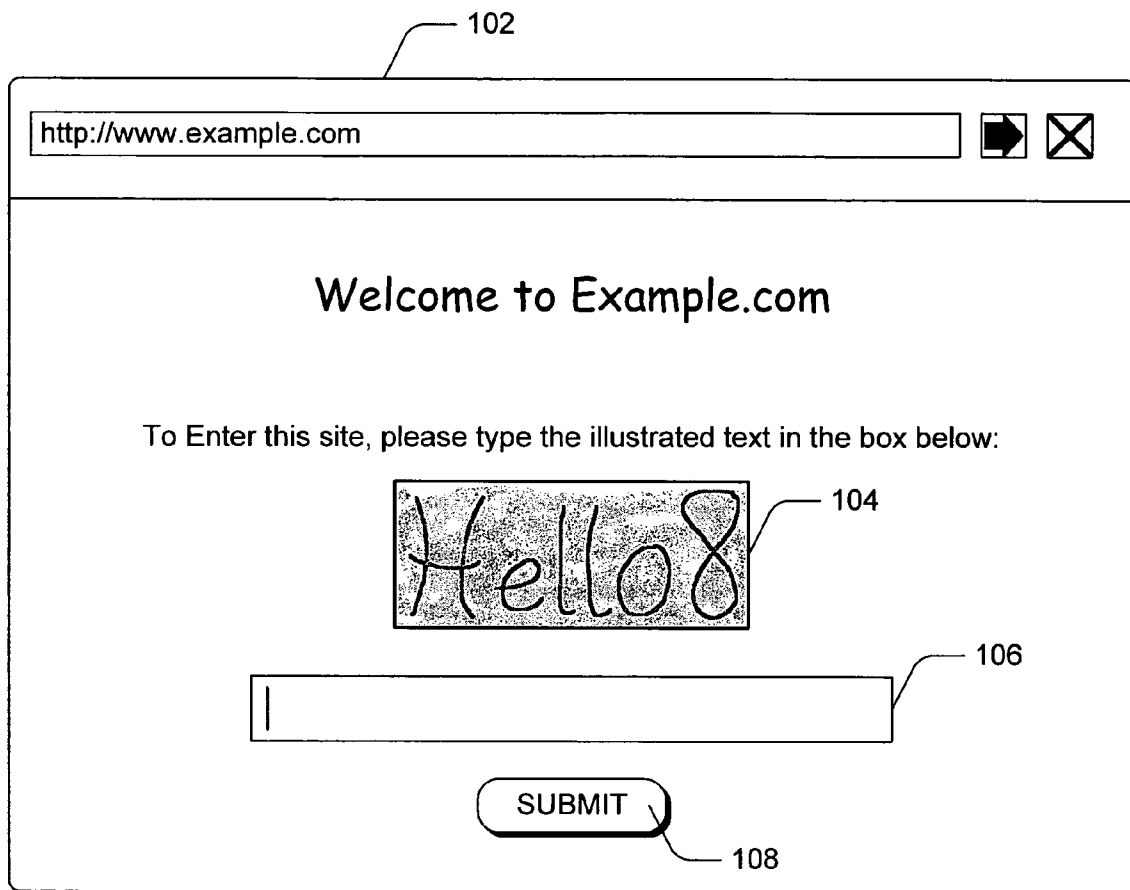 102
http://www.example.com
Welcome to Example.com
To Enter this site, please type the illustrated text in the box below:
Hello8
104
106
SUBMIT
108